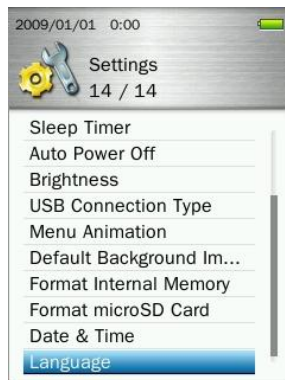 2009/01/01 0:00
Settings
14 / 14
Sleep Timer
Auto Power Off
Brightness
USB Connection Type
Menu Animation
Default Background Im...
Format Internal Memory
Format microSD Card
Date & Time
Language